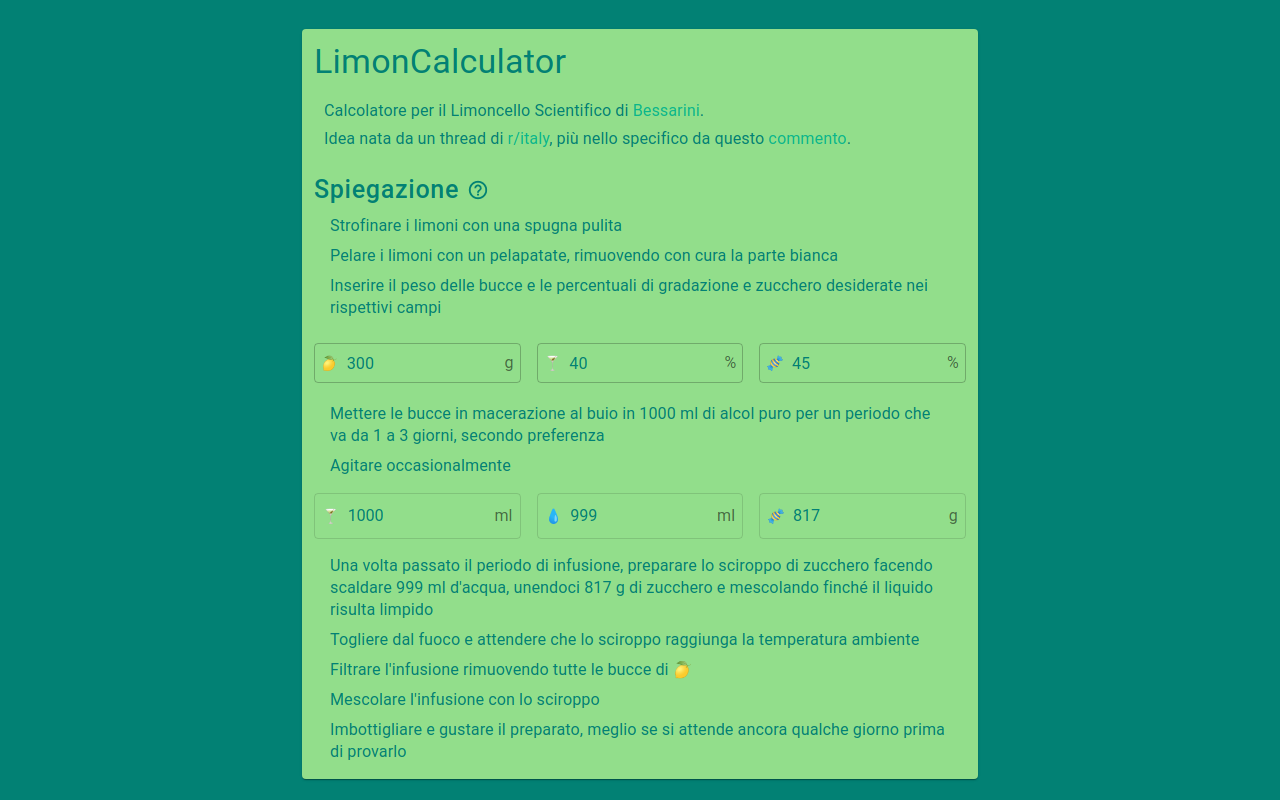 LimonCalculator
Calcolatore per il Limoncello Scientifico di Bessarini.
Idea nata da un thread di r/italy, più nello specifico da questo commento.
Spiegazione
Strofinare i limoni con una spugna pulita
Pelare i limoni con un pelapatate, rimuovendo con cura la parte bianca
Inserire il peso delle bucce e le percentuali di gradazione e zucchero desiderate nei
rispettivi campi
🍋 300 g 🍸 40 % 🍬 45 %
Mettere le bucce in macerazione al buio in 1000 ml di alcol puro per un periodo che
va da 1 a 3 giorni, secondo preferenza
Agitare occasionalmente
🍸 1000 ml 💧 999 ml 🍬 817 g
Una volta passato il periodo di infusione, preparare lo sciroppo di zucchero facendo
scaldare 999 ml d'acqua, unendoci 817 g di zucchero e mescolando finché il liquido
risulta limpido
Togliere dal fuoco e attendere che lo sciroppo raggiunga la temperatura ambiente
Filtrare l'infusione rimuovendo tutte le bucce di 🍋
Mescolare l'infusione con lo sciroppo
Imbottigliare e gustare il preparato, meglio se si attende ancora qualche giorno prima
di provarlo